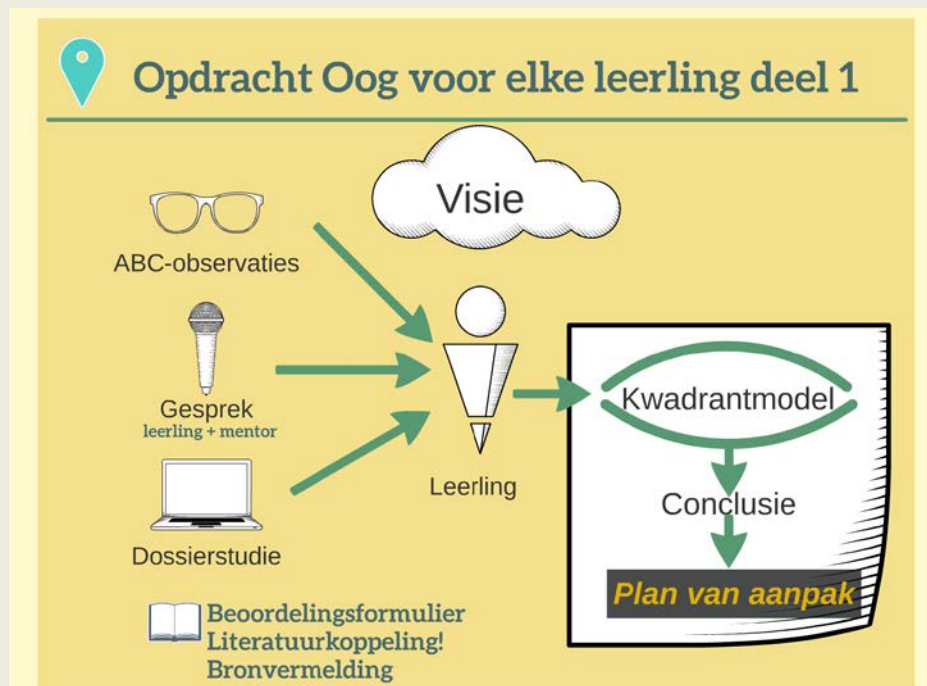 Opdracht Oog voor elke leerling deel 1
Visie
ABC-observaties
Gesprek
leerling + mentor
Dossierstudie
Leerling
Kwadrantmodel
Conclusie
Plan van aanpak
Beoordelingsformulier
Literatuurkoppeling!
Bronvermelding